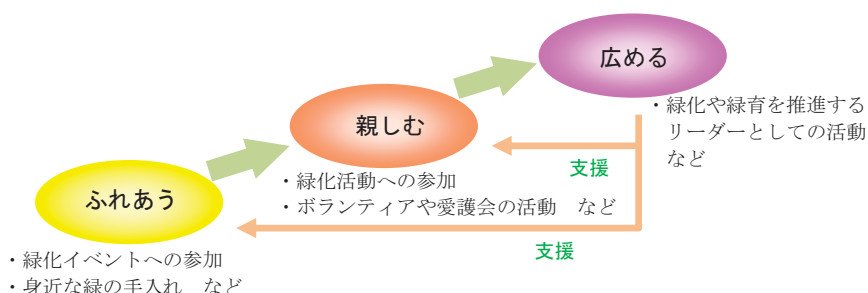 広める
・緑化や緑育を推進する
リーダーとしての活動
など
親しむ
支援
・緑化活動への参加
・ボランティアや愛護会の活動　など
ふれあう
支援
・緑化イベントへの参加
・身近な緑の手入れ　など